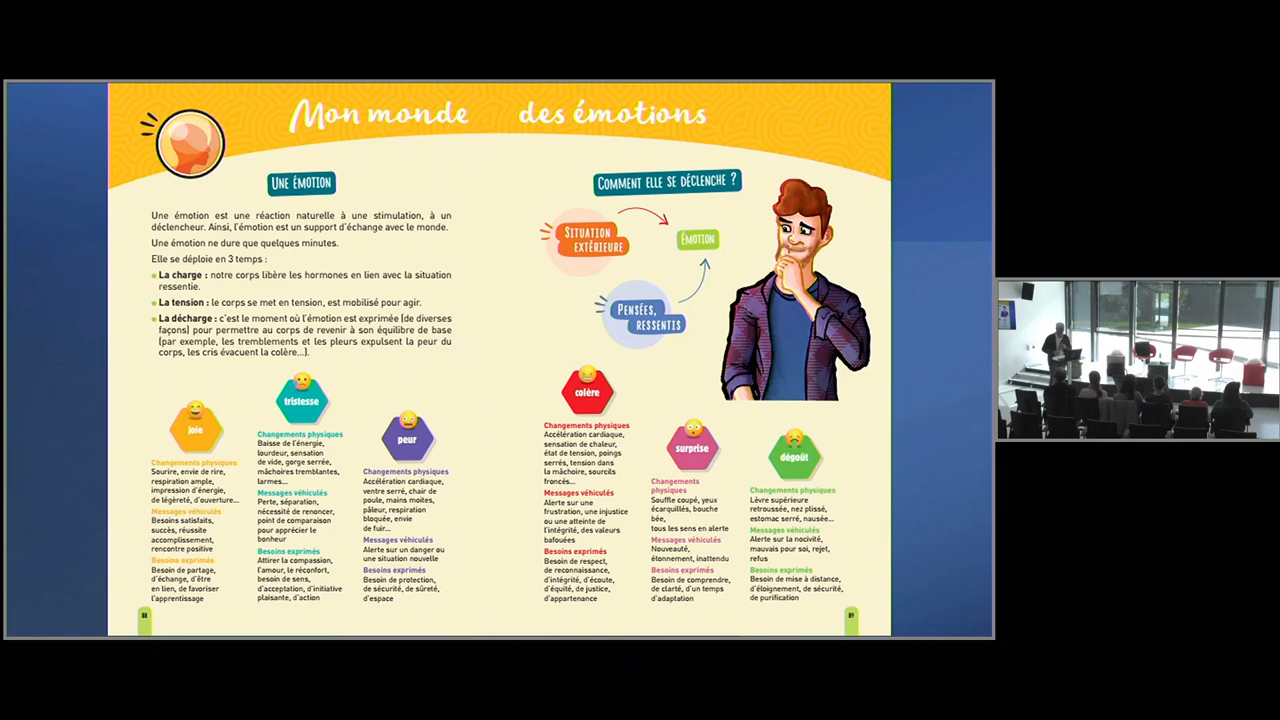 Mon monde des émotions
UNE ÉMOTION
Une émotion est une réaction naturelle à une stimulation, à un
déclencheur. Ainsi, l'émotion est un support d'échange avec le monde.
Une émotion ne dure que quelques minutes.
Elle se déploie en 3 temps :
La charge : notre corps libère les hormones en lien avec la situation
ressentie.
La tension : le corps se met en tension, est mobilisé pour agir.
La décharge : c'est le moment où l'émotion est exprimée (de diverses
façons) pour permettre au corps de revenir à son équilibre de base
(par exemple, les tremblements et les pleurs expulsent la peur du
corps, les cris évacuent la colère...).
COMMENT ELLE SE DÉCLENCHE ?
SITUATION
EXTÉRIEURE
ÉMOTION
PENSÉES,
RESSENTIS
joie
Changements physiques
Sourire, envie de rire,
respiration ample,
impression d'énergie,
de légèreté, d'ouverture...
Messages véhiculés
Besoins satisfaits,
succès, réussite
accomplissement,
rencontre positive
Besoins exprimés
Besoin de partage,
d'échange, d'être
en lien, de favoriser
l'apprentissage
tristesse
Changements physiques
Baisse de l'énergie,
lourdeur, sensation
de vide, gorge serrée,
mâchoires tremblantes,
larmes...
Messages véhiculés
Perte, séparation,
nécessité de renoncer,
point de comparaison
pour apprécier le
bonheur
Besoins exprimés
Attirer la compassion,
l'amour, le réconfort,
besoin de sens,
d'acceptation, d'initiative
plaisante, d'action
peur
Changements physiques
Accélération cardiaque,
ventre serré, chair de
poule, mains moites,
pâleur, respiration
bloquée, envie
de fuir...
Messages véhiculés
Alerte sur un danger ou
une situation nouvelle
Besoins exprimés
Besoin de protection,
de sécurité, de sûreté,
d'espace
colère
Changements physiques
Accélération cardiaque,
sensation de chaleur,
état de tension, poings
serrés, tension dans
la mâchoire, sourcils
froncés...
Messages véhiculés
Alerte sur une
frustration, une injustice
ou une atteinte de
l'intégrité, des valeurs
bafouées
Besoins exprimés
Besoin de respect,
de reconnaissance,
d'intégrité, d'écoute,
d'équité, de justice,
d'appartenance
surprise
Changements
physiques
Souffle coupé, yeux
écarquillés, bouche
bée,
tous les sens en alerte
Messages véhiculés
Nouveauté,
étonnement, inattendu
Besoins exprimés
Besoin de comprendre,
de clarté, d'un temps
d'adaptation
dégoût
Changements physiques
Lèvre supérieure
retroussée, nez plissé,
estomac serré, nausée...
Messages véhiculés
Alerte sur la nocivité,
mauvais pour soi, rejet,
refus
Besoins exprimés
Besoin de mise à distance,
d'éloignement, de sécurité,
de purification
88
89